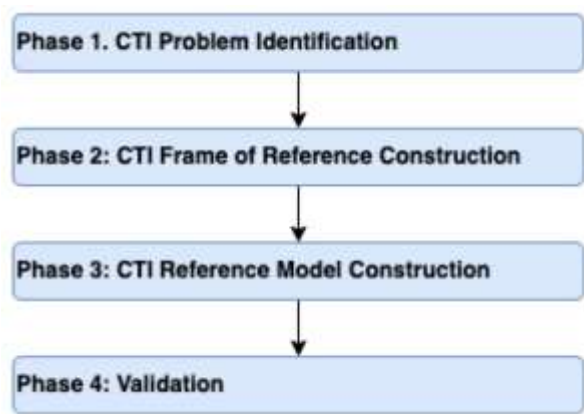 Phase 1. CTI Problem Identification
Phase 2: CTI Frame of Reference Construction
Phase 3: CTI Reference Model Construction
Phase 4: Validation